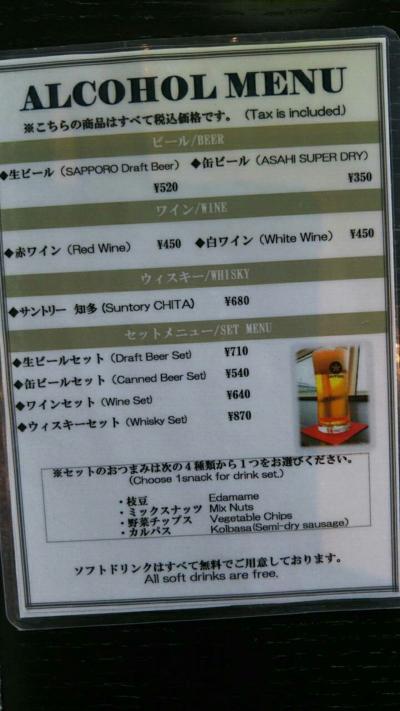 ALCOHOL MENU
※こちらの商品はすべて税込価格です。 (Tax is included.)
ビール/BEER
◆生ビール (SAPPORO Draft Beer) ◆缶ビール (ASAHI SUPER DRY)
¥520 ¥350
ワイン/WINE
◆赤ワイン (Red Wine) ¥450 ◆白ワイン (White Wine) ¥450
ウィスキー/WHISKY
◆サントリー 知多 (Suntory CHITA) ¥680
セットメニュー/SET MENU
◆生ビールセット (Draft Beer Set) ¥710
◆缶ビールセット (Canned Beer Set) ¥540
◆ワインセット (Wine Set) ¥640
◆ウィスキーセット (Whisky Set) ¥870
※セットのおつまみは次の4種類から1つをお選びください。
(Choose 1snack for drink set.)
・枝豆 Edamame
・ミックスナッツ Mix Nuts
・野菜チップス Vegetable Chips
・カルパス Kolbasa(Semi-dry sausage)
ソフトドリンクはすべて無料でご用意しております。
All soft drinks are free.